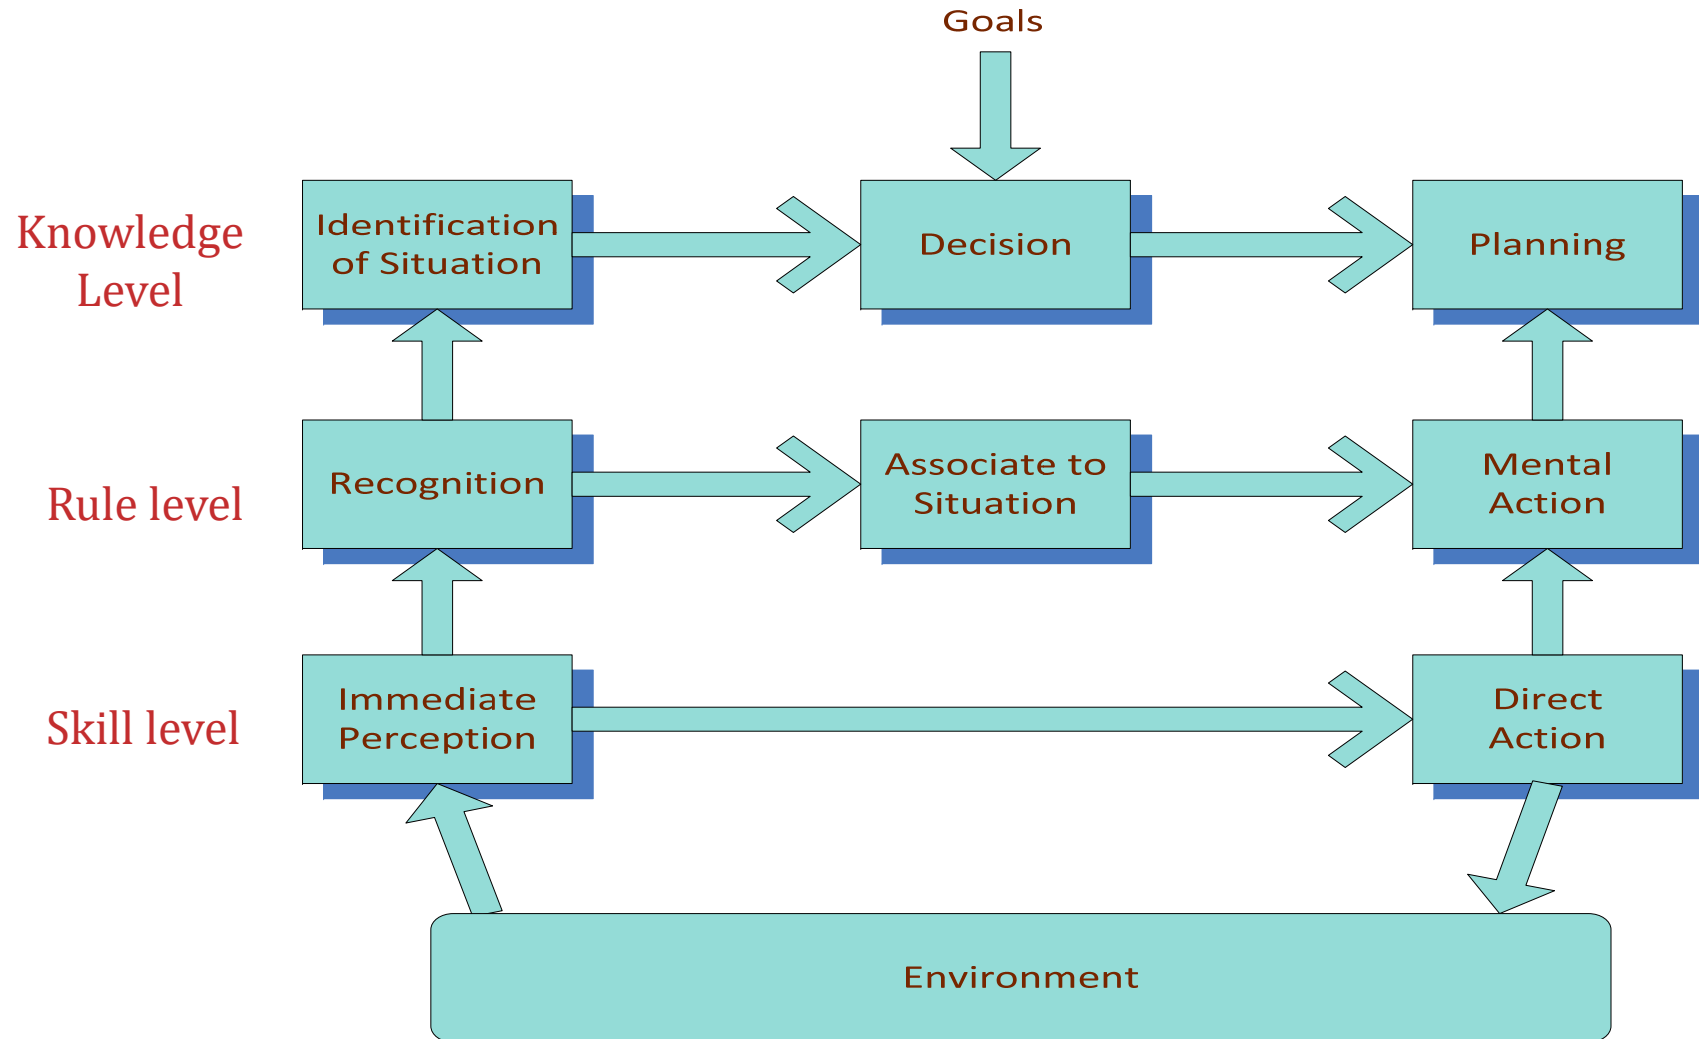 Goals
Knowledge
Level
Identification
of Situation
Decision
Planning
Rule level
Recognition
Associate to
Situation
Mental
Action
Skill level
Immediate
Perception
Direct
Action
Environment